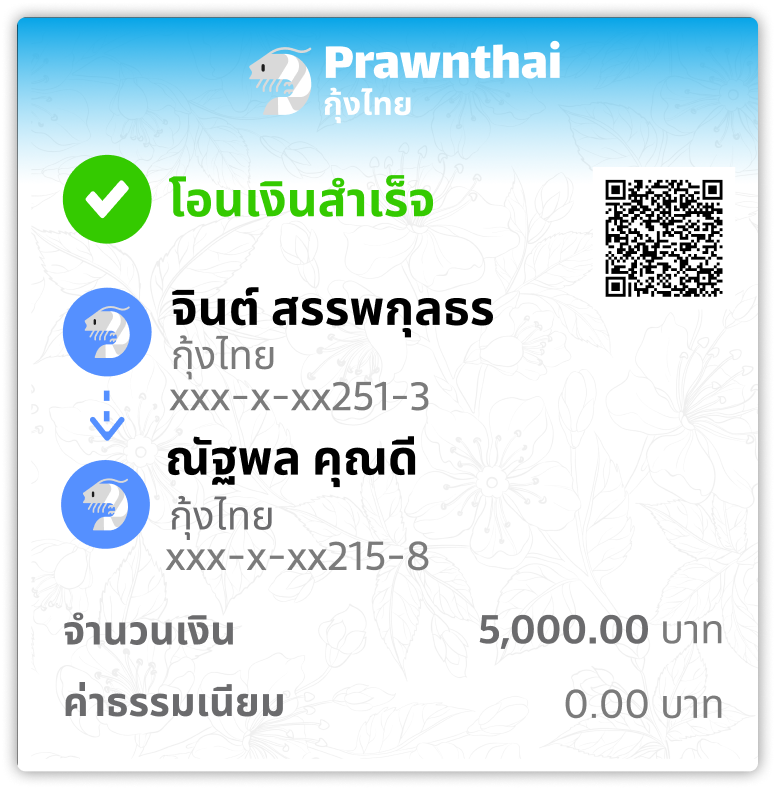 Prawnthai
กุ้งไทย
โอนเงินสำเร็จ
จินต์ สรรพกุลธร
กุ้งไทย
xxx-x-xx251-3
ณัฐพล คุณดี
กุ้งไทย
xxx-x-xx215-8
จำนวนเงิน 5,000.00 บาท
ค่าธรรมเนียม 0.00 บาท